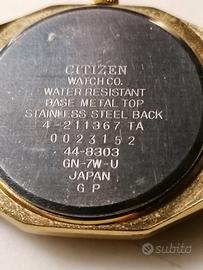 CITIZEN
WATCH CO.
WATER RESISTANT
BASE METAL TOP
STAINLESS STEEL BACK
4-211367 TA
0023152
44-8303
GN-7W-U
JAPAN
G P
subito